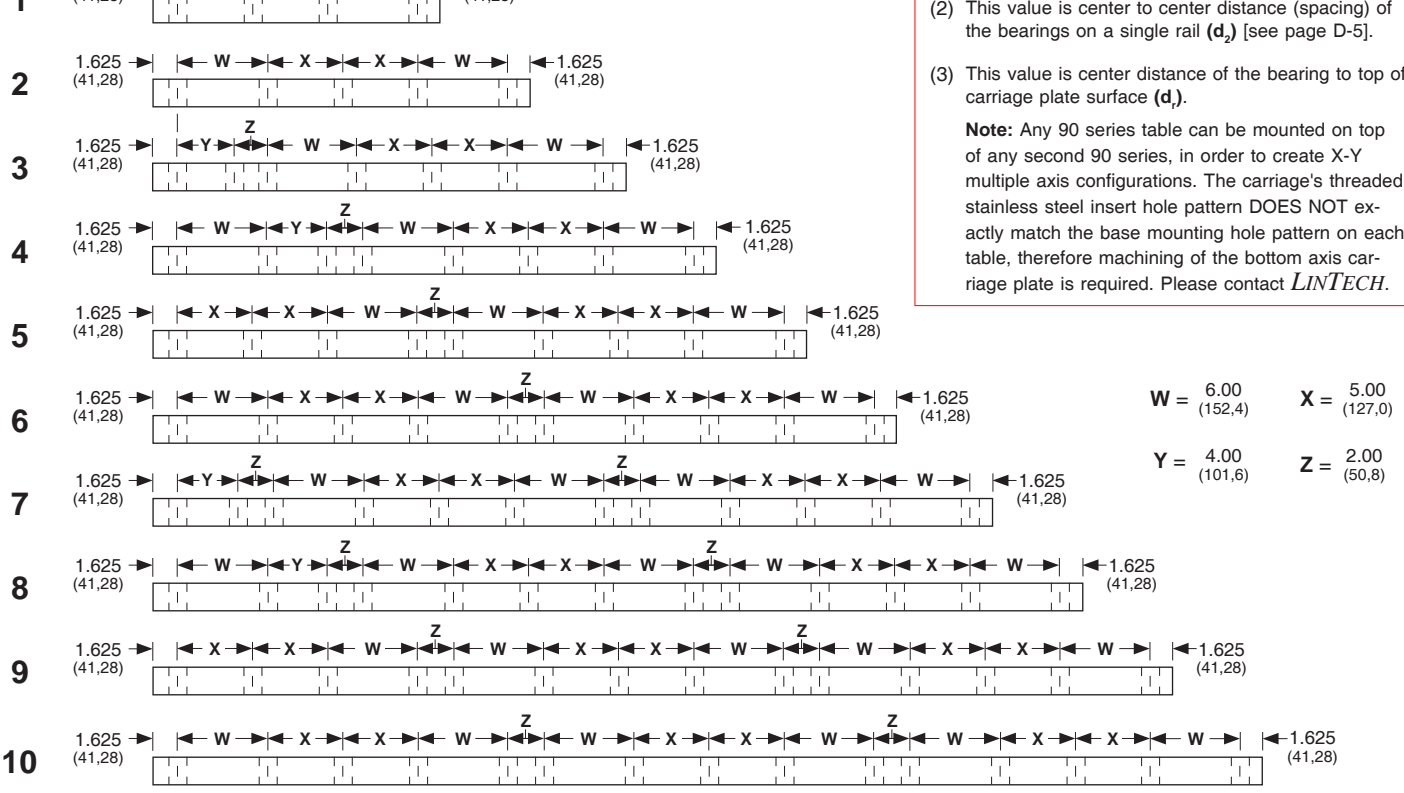 1
(41,28)
(41,28)
(2) This value is center to center distance (spacing) of
the bearings on a single rail (d2) [see page D-5].
(3) This value is center distance of the bearing to top of
carriage plate surface (dr).
Note: Any 90 series table can be mounted on top
of any second 90 series, in order to create X-Y
multiple axis configurations. The carriage's threaded
stainless steel insert hole pattern DOES NOT ex-
actly match the base mounting hole pattern on each
table, therefore machining of the bottom axis car-
riage plate is required. Please contact LINTECH.
2
1.625 W X X W 1.625
(41,28) (41,28)
Z
3
1.625 Y W X X W 1.625
(41,28) (41,28)
Z
4
1.625 W Y W X X W 1.625
(41,28) (41,28)
Z
5
1.625 X X W W X X W 1.625
(41,28) (41,28)
Z
6
1.625 W X X W W X X W 1.625
(41,28) (41,28)
W = 6.00 X = 5.00
(152,4) (127,0)
Y = 4.00 Z = 2.00
(101,6) (50,8)
Z Z
7
1.625 Y W X X W W X X W 1.625
(41,28) (41,28)
Z Z
8
1.625 W Y W X X W W X X W 1.625
(41,28) (41,28)
Z Z
9
1.625 X X W W X X W W X X W 1.625
(41,28) (41,28)
Z Z
10
1.625 W X X W W X X W W X X W 1.625
(41,28) (41,28)